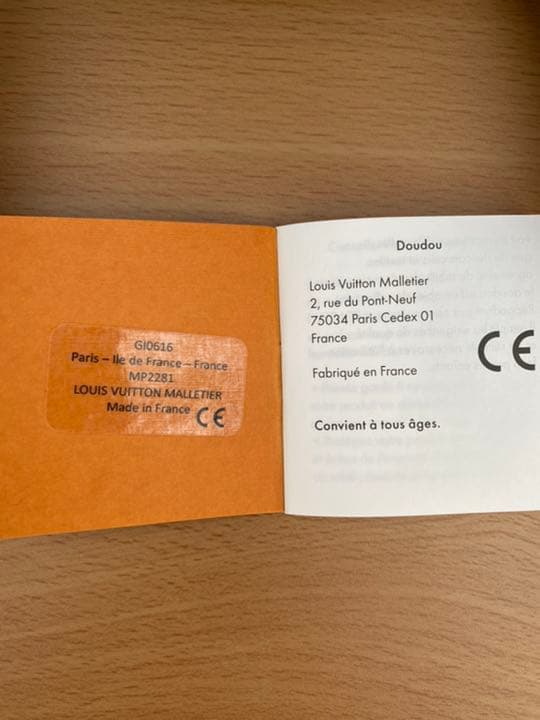 GI0616
Paris – Ile de France – France
MP2281
LOUIS VUITTON MALLETIER
Made in France CE
Doudou
Louis Vuitton Malletier
2, rue du Pont-Neuf
75034 Paris Cedex 01
France
CE
Fabriqué en France
Convient à tous âges.